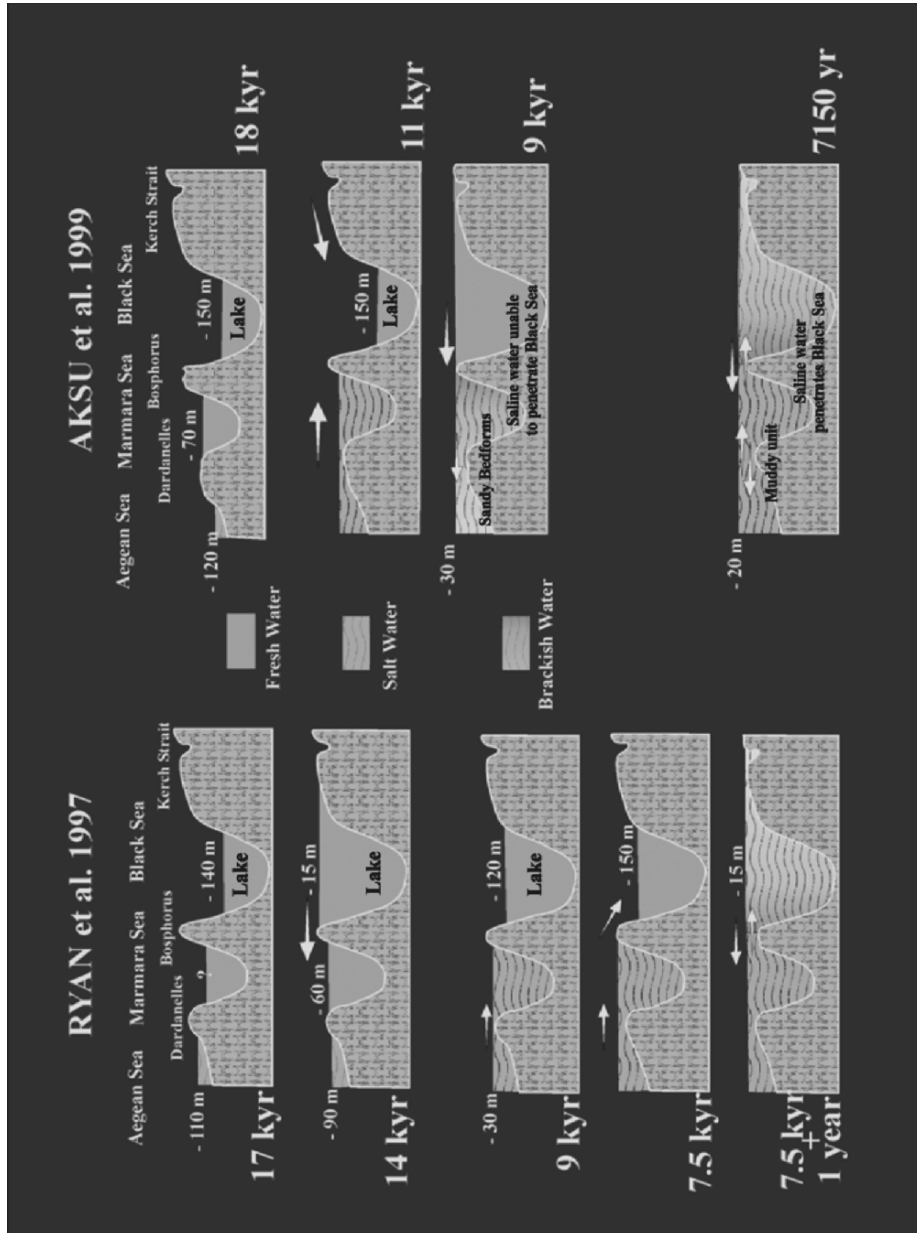 RYAN et al. 1997
Aegean Sea Marmara Sea Black Sea
Dardanelles Bosphorus Kerch Strait
- 110 m
?
- 140 m
Lake
17 kyr
- 90 m
- 60 m
- 15 m
Lake
14 kyr
- 30 m
- 120 m
Lake
9 kyr
- 150 m
7.5 kyr
- 15 m
7.5 kyr
+
1 year
Fresh Water
Salt Water
Brackish Water
AKSU et al. 1999
Aegean Sea Marmara Sea Black Sea
Dardanelles Bosphorus Kerch Strait
- 120 m
- 70 m
- 150 m
Lake
18 kyr
- 150 m
Lake
11 kyr
- 30 m
Sandy Bedforms
Saline water unable
to penetrate Black Sea
9 kyr
- 20 m
Muddy unit
Saline water
penetrates Black Sea
7150 yr